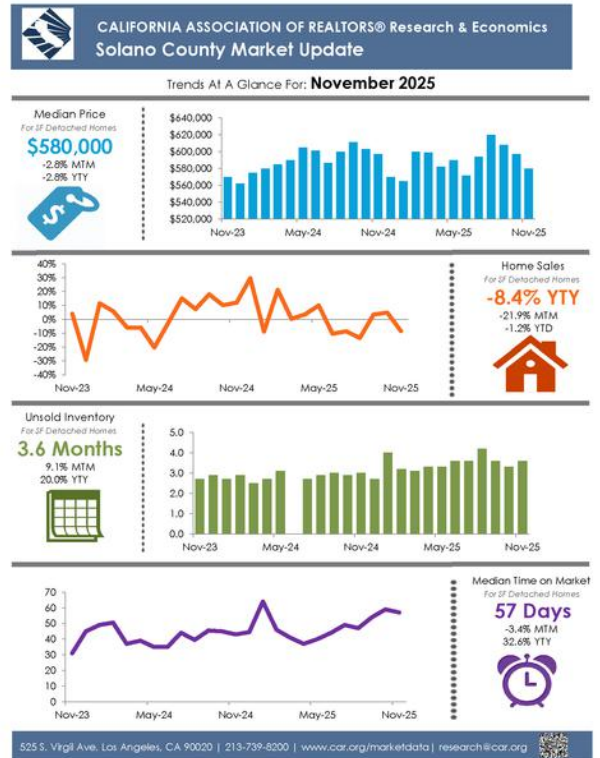 CALIFORNIA ASSOCIATION OF REALTORS® Research & Economics
Solano County Market Update
Trends At A Glance For: November 2025
Median Price
For SF Detached Homes
$580,000
-2.8% MTM
-2.8% YTY
$
$640,000
$620,000
$600,000
$580,000
$560,000
$540,000
$520,000
Nov-23 May-24 Nov-24 May-25 Nov-25
40%
30%
20%
10%
0%
-10%
-20%
-30%
-40%
Nov-23 May-24 Nov-24 May-25 Nov-25
Home Sales
For SF Detached Homes
-8.4% YTY
-21.9% MTM
-1.2% YTD
Unsold Inventory
For SF Detached Homes
3.6 Months
9.1% MTM
20.0% YTY
5.0
4.0
3.0
2.0
1.0
0.0
Nov-23 May-24 Nov-24 May-25 Nov-25
70
60
50
40
30
20
10
0
Nov-23 May-24 Nov-24 May-25 Nov-25
Median Time on Market
For SF Detached Homes
57 Days
-3.4% MTM
32.6% YTY
525 S. Virgil Ave. Los Angeles, CA 90020 | 213-739-8200 | www.car.org/marketdata | research@car.org